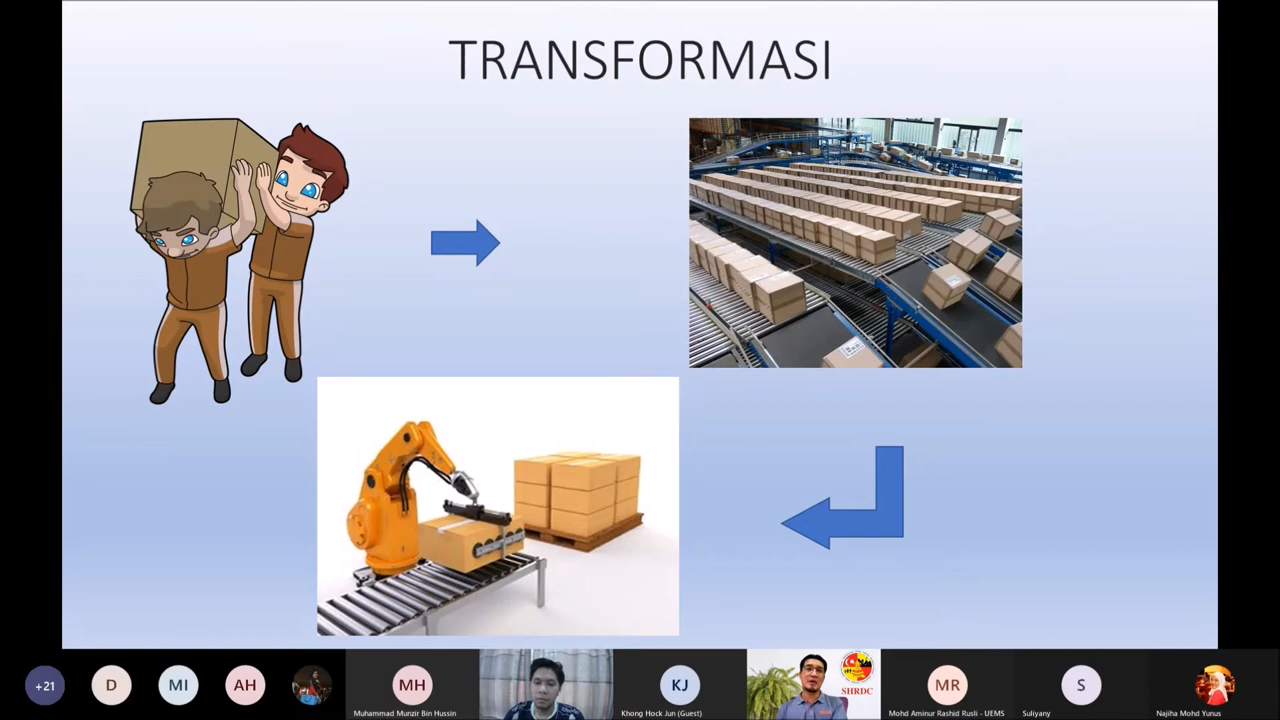 TRANSFORMASI
+21
D
MI
AH
MH
Muhammad Munzir Bin Hussin
KJ
Khong Hock Jun (Guest)
SHRDC
MR
Mohd Aminur Rashid Rusli - UEMS
S
Suliyany
Najiha Mohd Yunus